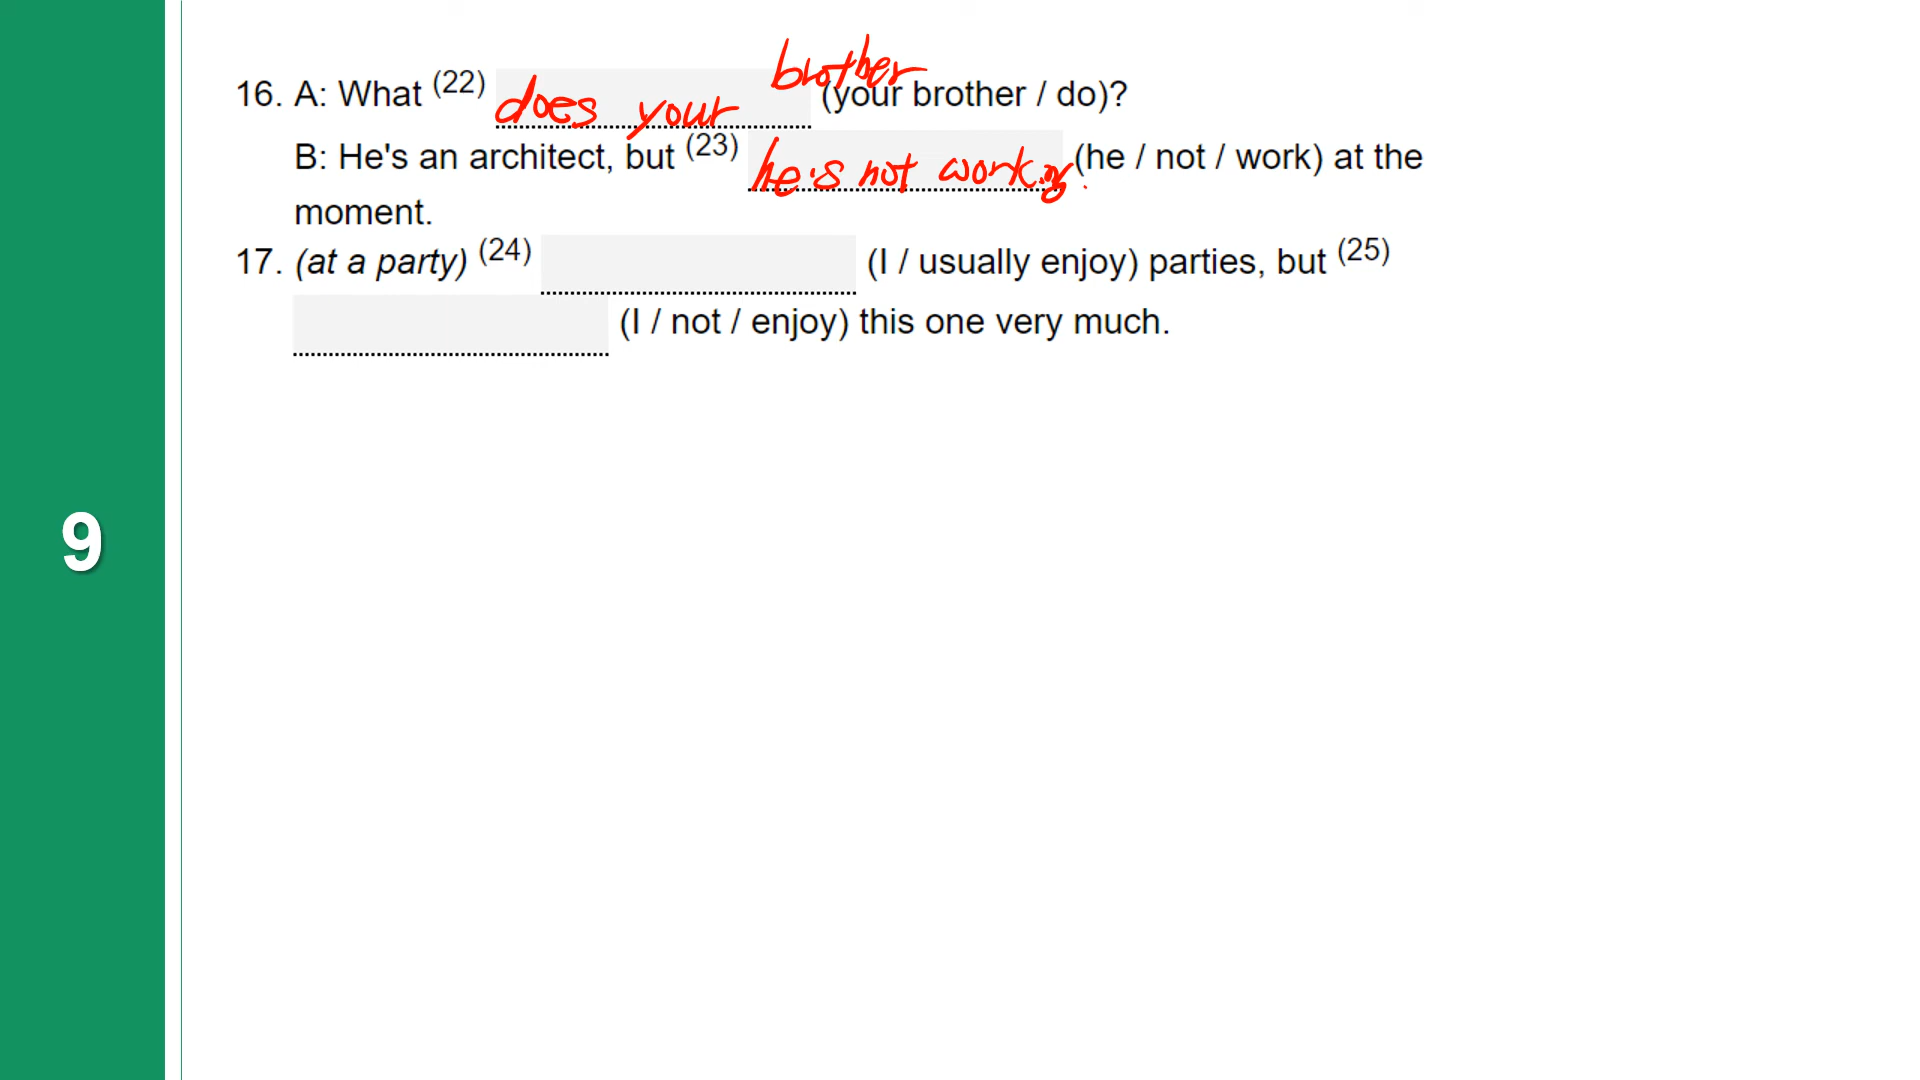 brother
16. A: What (22) does your (your brother / do)?
B: He's an architect, but (23) he's not working (he / not / work) at the
moment.
17. (at a party) (24) (I / usually enjoy) parties, but (25)
(I / not / enjoy) this one very much.
9